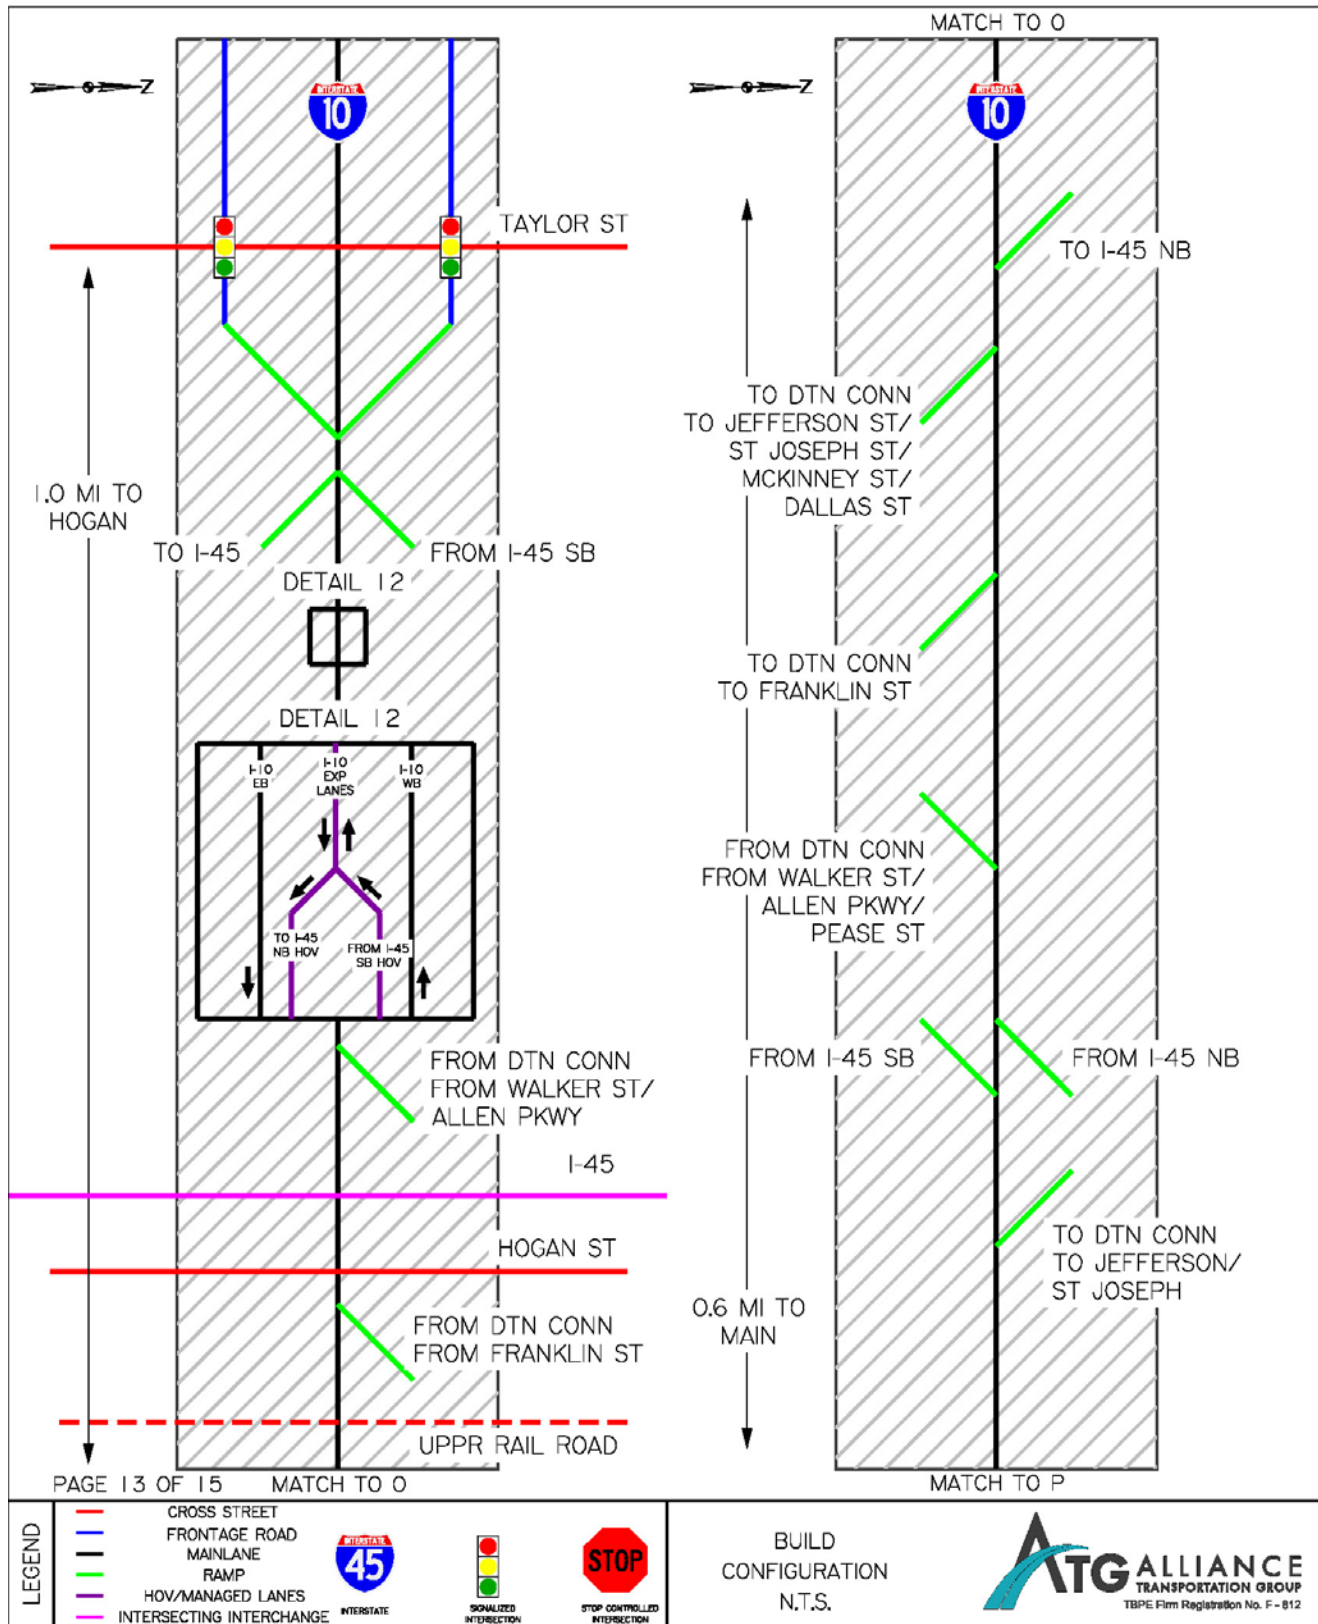 MATCH TO O
Z
INTERSTATE
10
TAYLOR ST
1.0 MI TO
HOGAN
TO I-45
FROM I-45 SB
DETAIL 12
DETAIL 12
I-10
EB
I-10
EXP
LANES
I-10
WB
TO I-45
NB HOV
FROM I-45
SB HOV
FROM DTN CONN
FROM WALKER ST/
ALLEN PKWY
I-45
HOGAN ST
FROM DTN CONN
FROM FRANKLIN ST
UPPR RAIL ROAD
PAGE 13 OF 15
MATCH TO O
Z
INTERSTATE
10
TO I-45 NB
TO DTN CONN
TO JEFFERSON ST/
ST JOSEPH ST/
MCKINNEY ST/
DALLAS ST
TO DTN CONN
TO FRANKLIN ST
FROM DTN CONN
FROM WALKER ST/
ALLEN PKWY/
PEASE ST
FROM I-45 SB
FROM I-45 NB
TO DTN CONN
TO JEFFERSON/
ST JOSEPH
0.6 MI TO
MAIN
MATCH TO P
LEGEND
CROSS STREET
FRONTAGE ROAD
MAINLANE
RAMP
HOV/MANAGED LANES
INTERSECTING INTERCHANGE
INTERSTATE
45
INTERSTATE
SIGNALIZED
INTERSECTION
STOP
STOP CONTROLLED
INTERSECTION
BUILD
CONFIGURATION
N.T.S.
ATG ALLIANCE
TRANSPORTATION GROUP
TBPE Firm Registration No. F-812